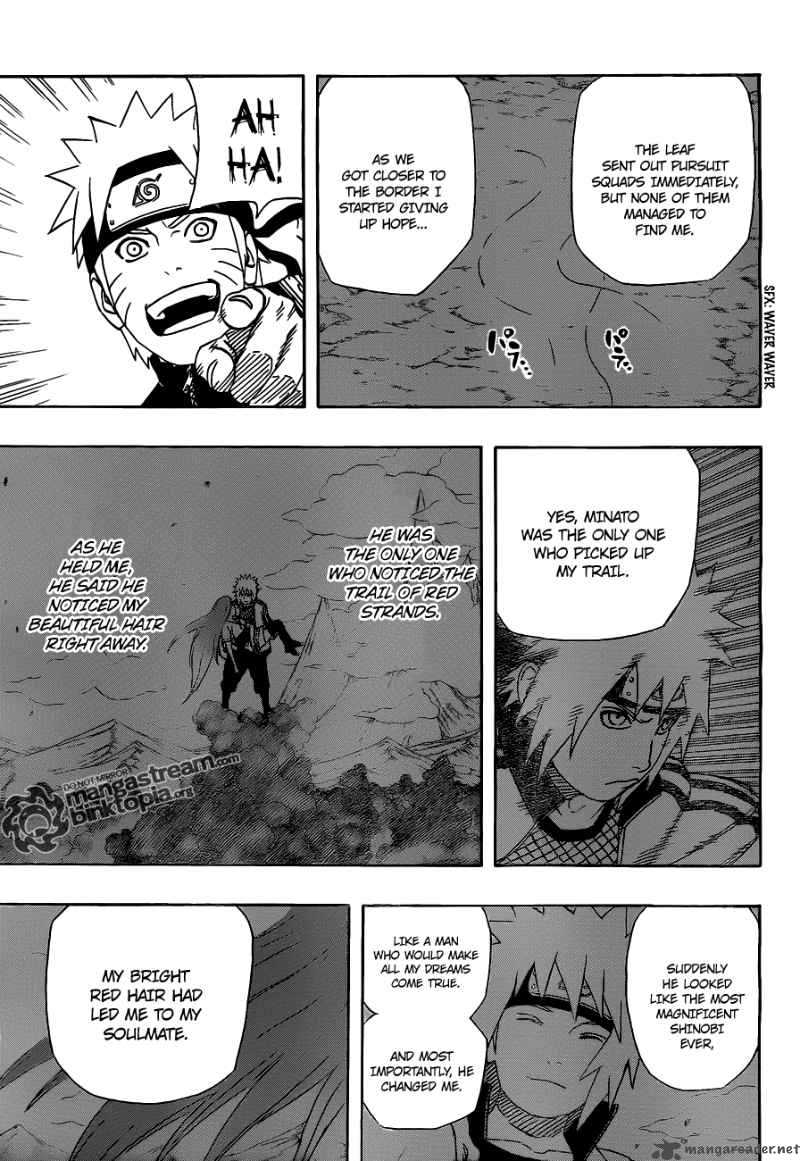 THE LEAF
SENT OUT PURSUIT
SQUADS IMMEDIATELY,
BUT NONE OF THEM
MANAGED TO
FIND ME.
AS WE
GOT CLOSER TO
THE BORDER I
STARTED GIVING
UP HOPE...
パラ…
パラ…
SFX: WAVER WAVER
AH
HA!
YES, MINATO
WAS THE ONLY ONE
WHO PICKED UP
MY TRAIL.
HE WAS
THE ONLY ONE
WHO NOTICED THE
TRAIL OF RED
STRANDS.
AS HE
HELD ME,
HE SAID HE
NOTICED MY
BEAUTIFUL HAIR
RIGHT AWAY.
DO NOT MIRROR
mangastream.com
binktopia.org
SUDDENLY
HE LOOKED
LIKE THE MOST
MAGNIFICENT
SHINOBI
EVER,
LIKE A MAN
WHO WOULD MAKE
ALL MY DREAMS
COME TRUE.
AND MOST
IMPORTANTLY, HE
CHANGED ME.
MY BRIGHT
RED HAIR HAD
LED ME TO MY
SOULMATE.
mangareader.net